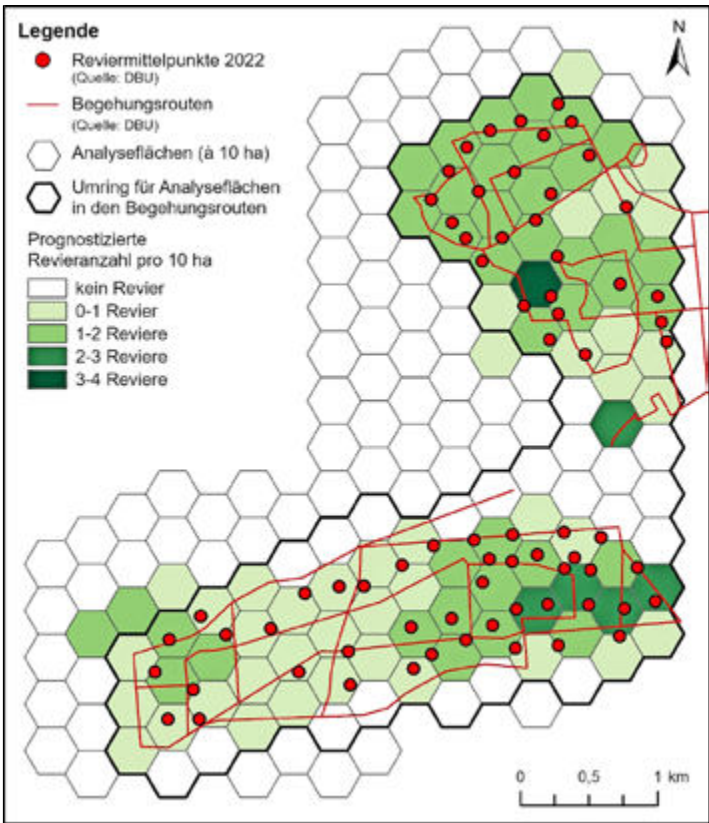 Legende
Reviermittelpunkte 2022
(Quelle: DBU)
Begehungsrouten
(Quelle: DBU)
Analyseflächen (à 10 ha)
Umring für Analyseflächen
in den Begehungsrouten
Prognostizierte
Revieranzahl pro 10 ha
kein Revier
0-1 Revier
1-2 Reviere
2-3 Reviere
3-4 Reviere
N
0 0,5 1 km